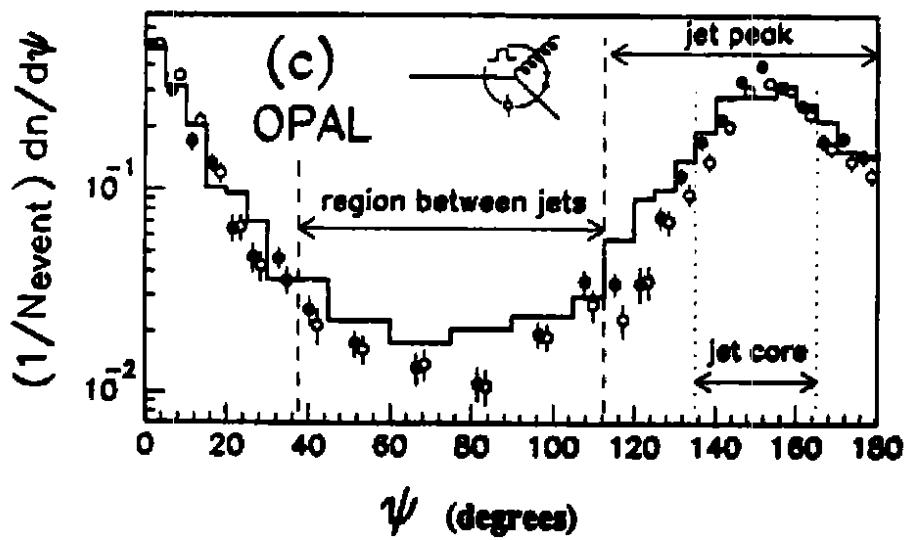 (1/Nevent) dn/dψ
(c)
OPAL
jet peak
region between jets
jet core
10⁻¹
10⁻²
0 20 40 60 80 100 120 140 160 180
ψ (degrees)